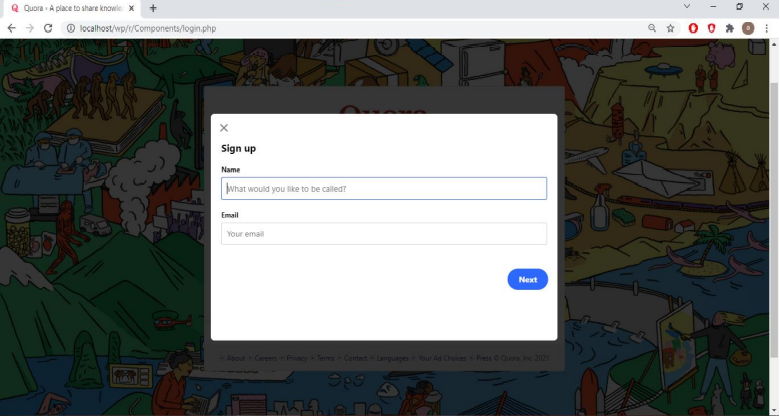 Q Quora - A place to share knowle
localhost/wp/r/Components/login.php
Quora
Sign up
Name
What would you like to be called?
Email
Your email
Next
About Careers Privacy Terms Contact Languages Your Ad Choices Press © Quora, Inc. 2021